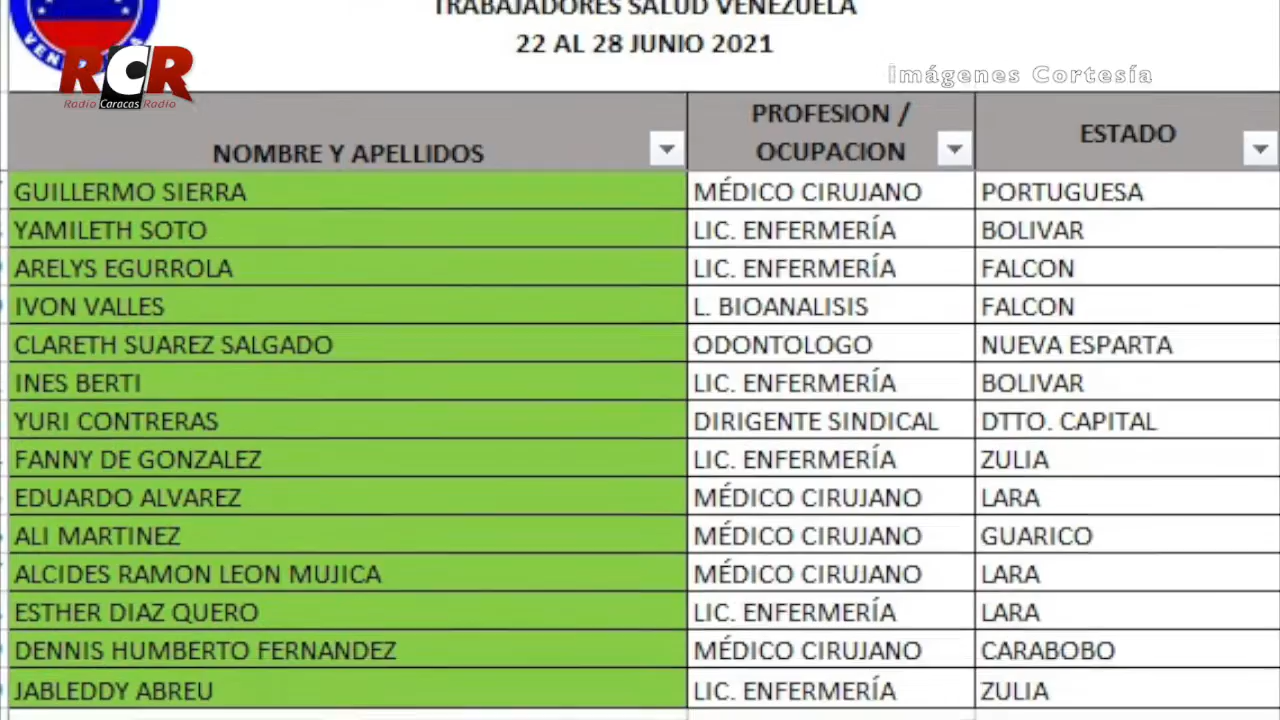 TRABAJADORES SALUD VENEZUELA
22 AL 28 JUNIO 2021
VEN
RCR
Radio Caracas Radio
Imágenes Cortesía
NOMBRE Y APELLIDOS
PROFESION /
OCUPACION
ESTADO
GUILLERMO SIERRA MÉDICO CIRUJANO PORTUGUESA
YAMILETH SOTO LIC. ENFERMERÍA BOLIVAR
ARELYS EGURROLA LIC. ENFERMERÍA FALCON
IVON VALLES L. BIOANALISIS FALCON
CLARETH SUAREZ SALGADO ODONTOLOGO NUEVA ESPARTA
INES BERTI LIC. ENFERMERÍA BOLIVAR
YURI CONTRERAS DIRIGENTE SINDICAL DTTO. CAPITAL
FANNY DE GONZALEZ LIC. ENFERMERÍA ZULIA
EDUARDO ALVAREZ MÉDICO CIRUJANO LARA
ALI MARTINEZ MÉDICO CIRUJANO GUARICO
ALCIDES RAMON LEON MUJICA MÉDICO CIRUJANO LARA
ESTHER DIAZ QUERO LIC. ENFERMERÍA LARA
DENNIS HUMBERTO FERNANDEZ MÉDICO CIRUJANO CARABOBO
JABLEDDY ABREU LIC. ENFERMERÍA ZULIA